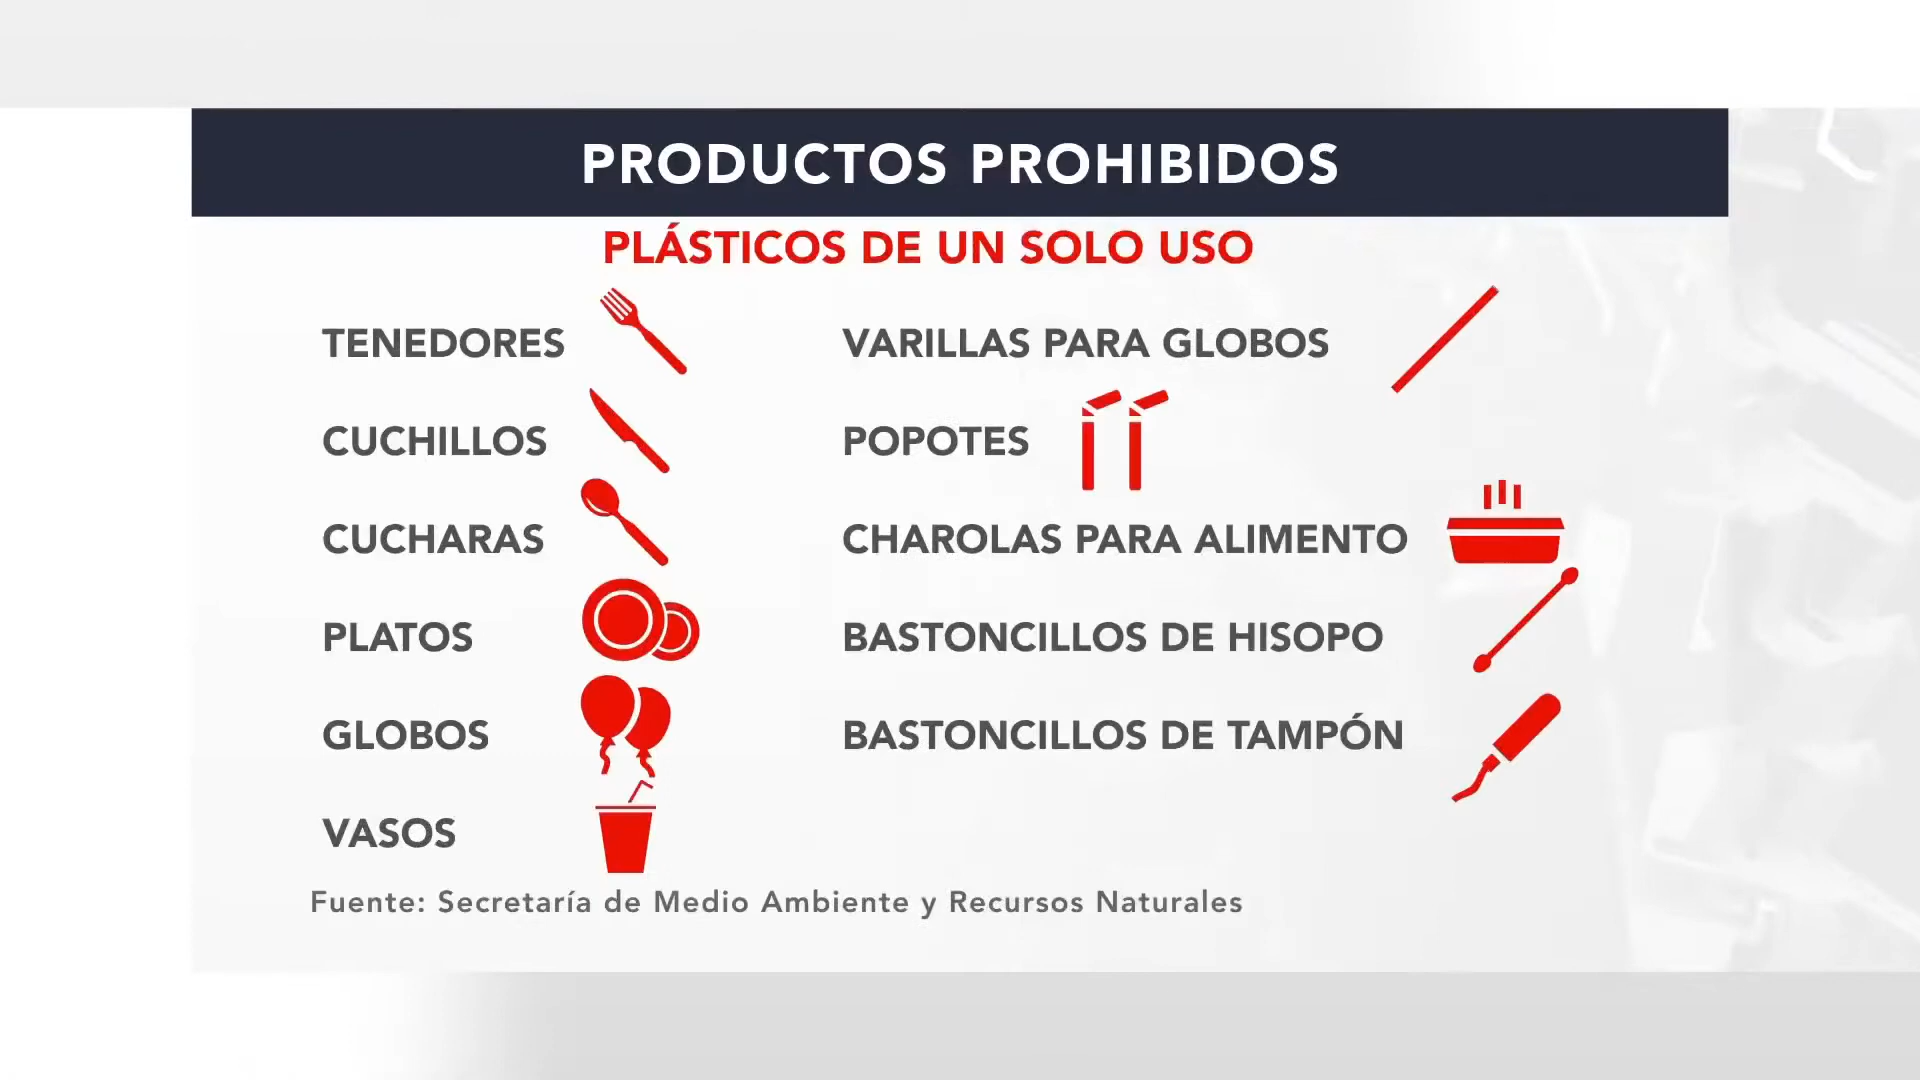 PRODUCTOS PROHIBIDOS
PLÁSTICOS DE UN SOLO USO
TENEDORES
CUCHILLOS
CUCHARAS
PLATOS
GLOBOS
VASOS
VARILLAS PARA GLOBOS
POPOTES
CHAROLAS PARA ALIMENTO
BASTONCILLOS DE HISOPO
BASTONCILLOS DE TAMPÓN
Fuente: Secretaría de Medio Ambiente y Recursos Naturales